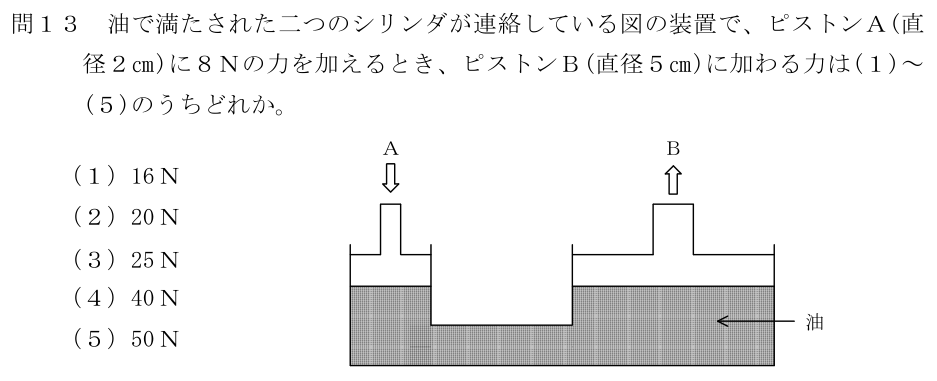 問１３　油で満たされた二つのシリンダが連絡している図の装置で、ピストンＡ(直
径２㎝)に８Ｎの力を加えるとき、ピストンＢ(直径５㎝)に加わる力は(１)～
(５)のうちどれか。
(１) 16Ｎ
(２) 20Ｎ
(３) 25Ｎ
(４) 40Ｎ
(５) 50Ｎ
A
B
油